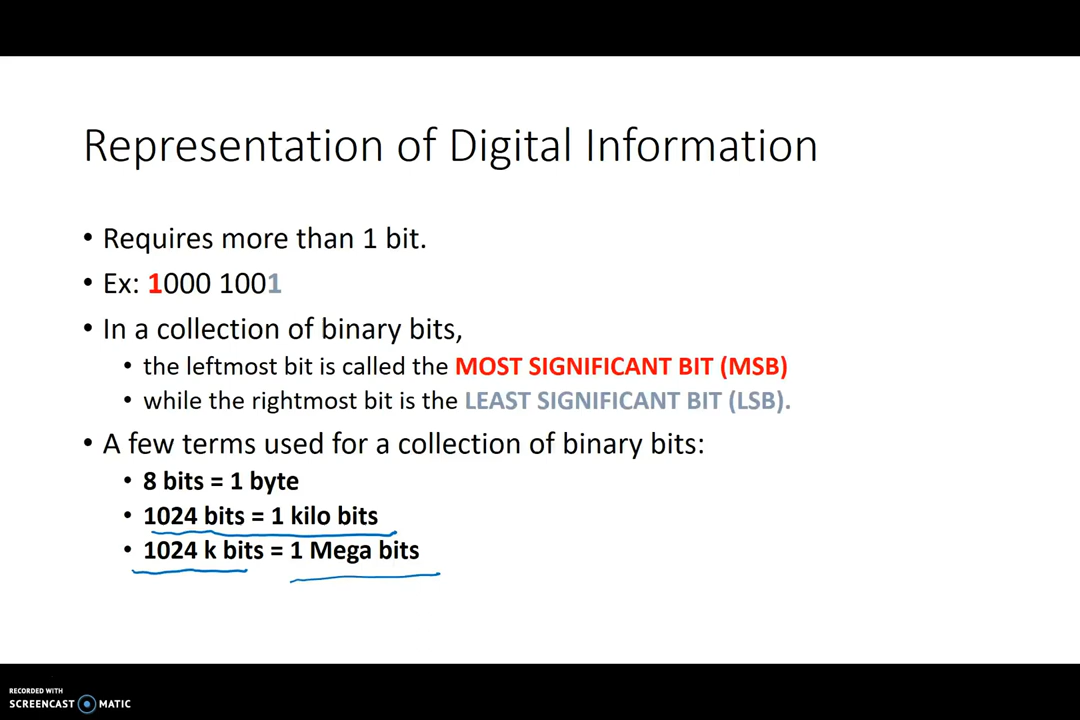 Representation of Digital Information
• Requires more than 1 bit.
• Ex: 1000 1001
• In a collection of binary bits,
• the leftmost bit is called the MOST SIGNIFICANT BIT (MSB)
• while the rightmost bit is the LEAST SIGNIFICANT BIT (LSB).
• A few terms used for a collection of binary bits:
• 8 bits = 1 byte
• 1024 bits = 1 kilo bits
• 1024 k bits = 1 Mega bits
RECORDED WITH
SCREENCAST MATIC